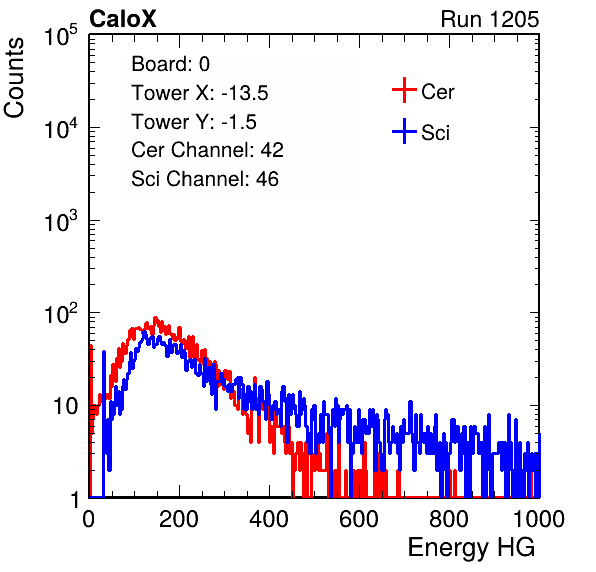 CaloX Run 1205
Counts
10^5
10^4
10^3
10^2
10
1
Board: 0
Tower X: -13.5
Tower Y: -1.5
Cer Channel: 42
Sci Channel: 46
Cer
Sci
0 200 400 600 800 1000
Energy HG